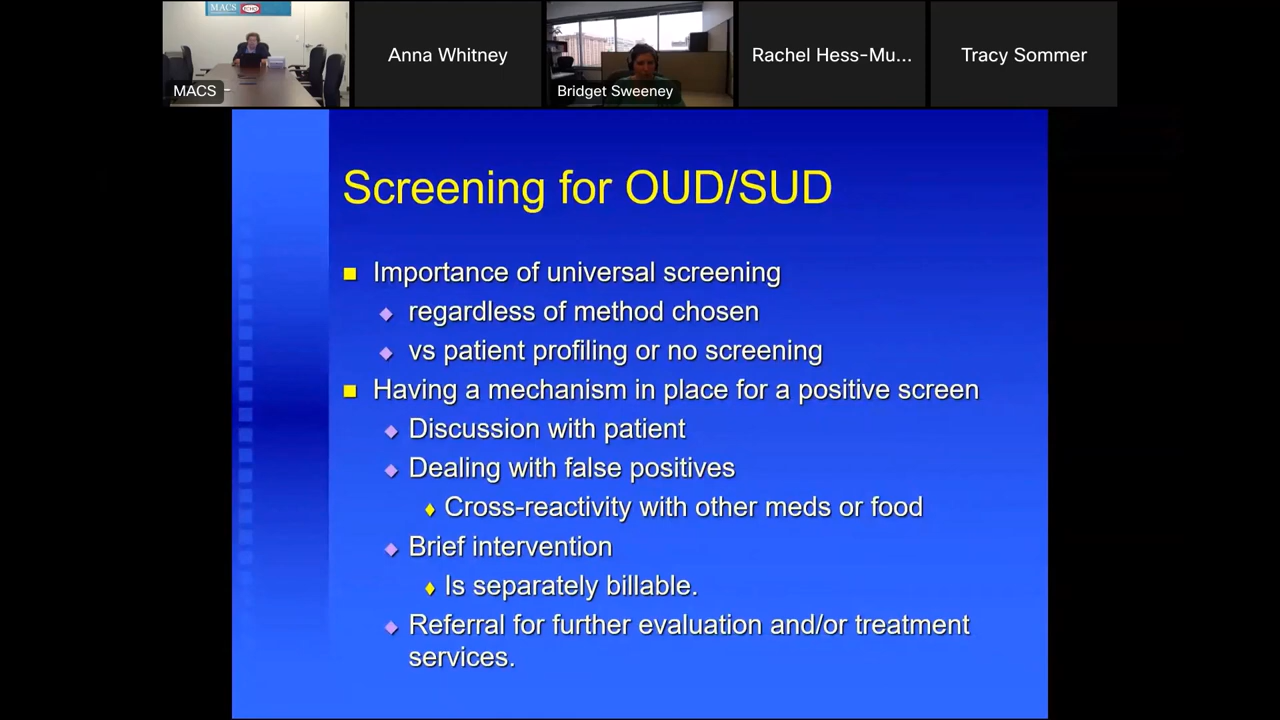 MACS
ECHO
MACS
Anna Whitney
Bridget Sweeney
Rachel Hess-Mu...
Tracy Sommer
Screening for OUD/SUD
Importance of universal screening
regardless of method chosen
vs patient profiling or no screening
Having a mechanism in place for a positive screen
Discussion with patient
Dealing with false positives
Cross-reactivity with other meds or food
Brief intervention
Is separately billable.
Referral for further evaluation and/or treatment
services.